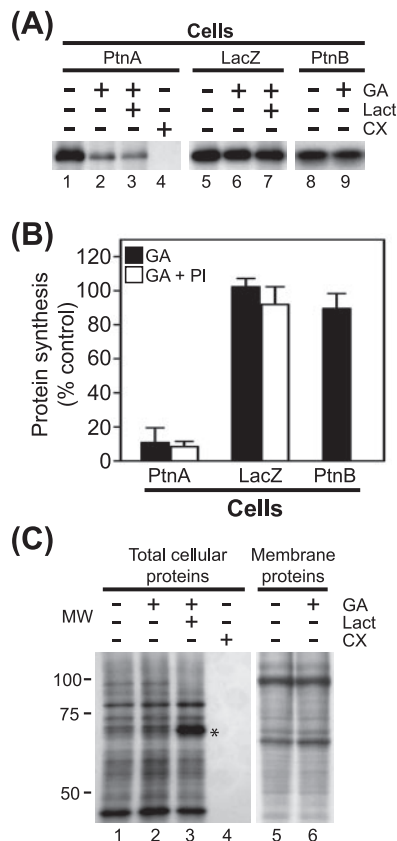 (A)
Cells
PtnA LacZ PtnB
- + + - - + + - + GA
- - + - - - + - - Lact
- - - + - - - - - CX
1 2 3 4 5 6 7 8 9
(B)
Protein synthesis
(% control)
120
100
80
60
40
20
0
GA
GA + PI
PtnA LacZ PtnB
Cells
(C)
Total cellular proteins
Membrane proteins
MW
- + + - - + GA
- - + - - - Lact
- - - + - - CX
100
75
50
*
1 2 3 4 5 6